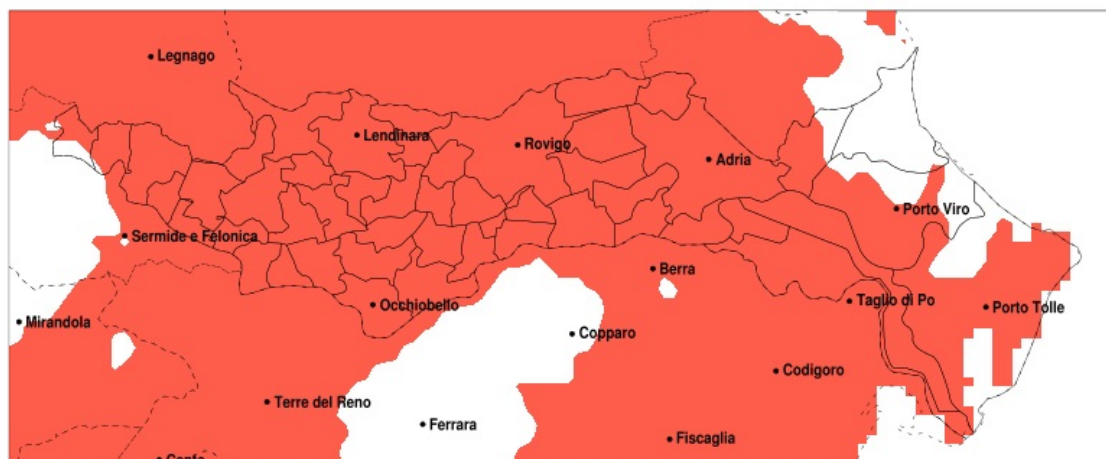 Legnago
Lendinara
Rovigo
Adria
Porto Viro
Sermide e Felonica
Berra
Taglio di Po
Occhiobello
Porto Tolle
Mirandola
Copparo
Codigoro
Terre del Reno
Ferrara
Fiscaglia